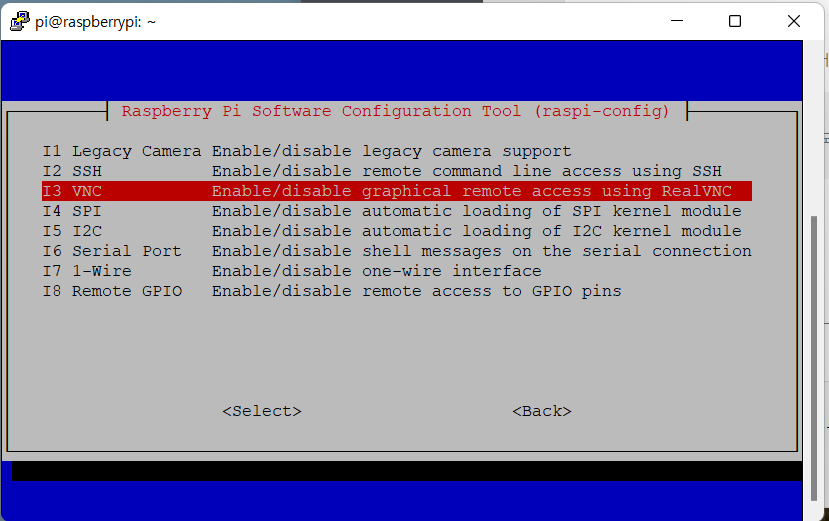 pi@raspberrypi: ~
Raspberry Pi Software Configuration Tool (raspi-config)
I1 Legacy Camera Enable/disable legacy camera support
I2 SSH Enable/disable remote command line access using SSH
I3 VNC Enable/disable graphical remote access using RealVNC
I4 SPI Enable/disable automatic loading of SPI kernel module
I5 I2C Enable/disable automatic loading of I2C kernel module
I6 Serial Port Enable/disable shell messages on the serial connection
I7 1-Wire Enable/disable one-wire interface
I8 Remote GPIO Enable/disable remote access to GPIO pins
<Select> <Back>